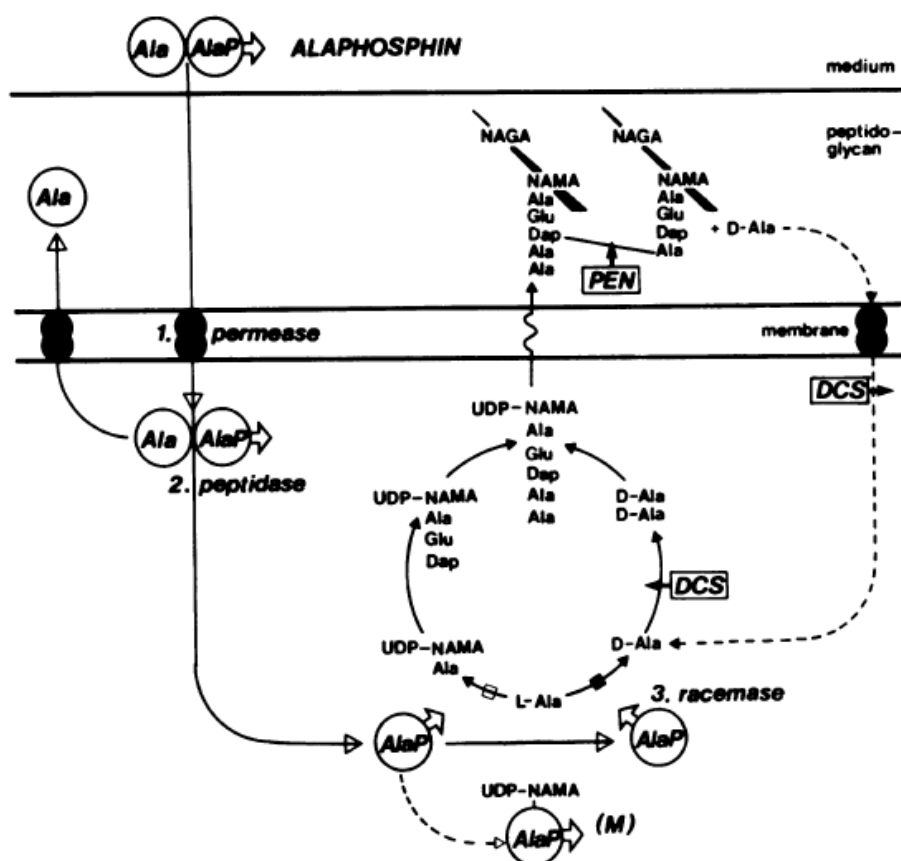 Ala AlaP ALAPHOSPHIN
medium
peptido-
glycan
NAGA NAGA
NAMA NAMA
Ala Ala
Glu Glu
Dap Dap + D-Ala
Ala Ala
Ala
PEN
Ala
1. permease
membrane
DCS
Ala AlaP
2. peptidase
UDP-NAMA
Ala
Glu
Dap
Ala
Ala
UDP-NAMA
Ala
Glu
Dap
D-Ala
D-Ala
DCS
UDP-NAMA
Ala
D-Ala
L-Ala
3. racemase
AlaP AlaP
UDP-NAMA
AlaP (M)